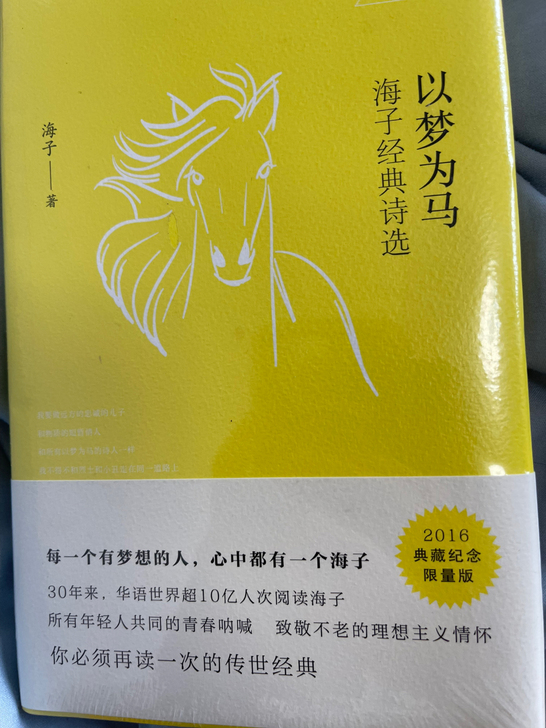 以梦为马
海子经典诗选
海子——著
每一个有梦想的人，心中都有一个海子
30年来，华语世界超10亿人次阅读海子
所有年轻人共同的青春呐喊　致敬不老的理想主义情怀
你必须再读一次的传世经典
2016
典藏纪念
限量版